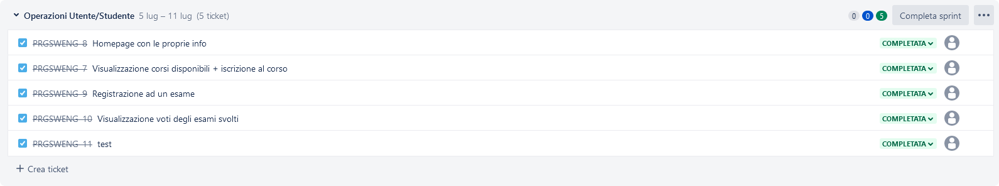 Operazioni Utente/Studente 5 lug – 11 lug (5 ticket) 0 0 5 Completa sprint
PRGSWENG-8 Homepage con le proprie info COMPLETATA
PRGSWENG-7 Visualizzazione corsi disponibili + iscrizione al corso COMPLETATA
PRGSWENG-9 Registrazione ad un esame COMPLETATA
PRGSWENG-10 Visualizzazione voti degli esami svolti COMPLETATA
PRGSWENG-11 test COMPLETATA
+ Crea ticket